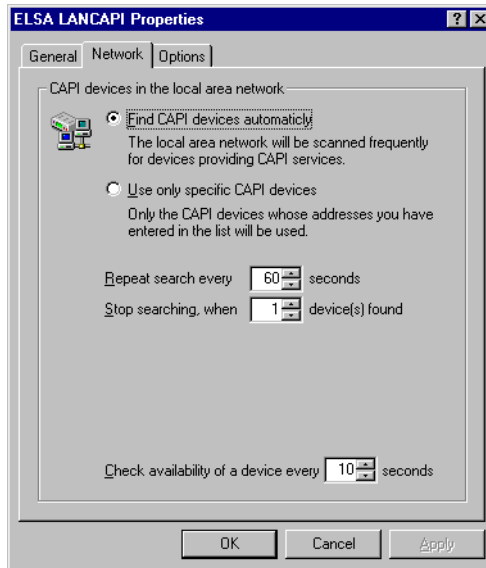 ELSA LANCAPI Properties
General Network Options
CAPI devices in the local area network
Find CAPI devices automaticly
The local area network will be scanned frequently
for devices providing CAPI services.
Use only specific CAPI devices
Only the CAPI devices whose addresses you have
entered in the list will be used.
Repeat search every 60 seconds
Stop searching, when 1 device(s) found
Check availability of a device every 10 seconds
OK Cancel Apply